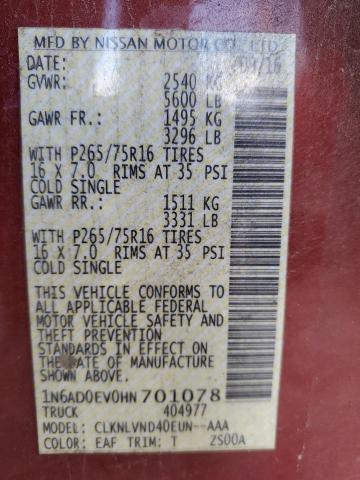 MFD BY NISSAN MOTOR CO., LTD.
DATE: /16
GVWR: 2540 KG
5600 LB
GAWR FR.: 1495 KG
3296 LB
WITH P265/75R16 TIRES
16 X 7.0 RIMS AT 35 PSI
COLD SINGLE
GAWR RR.: 1511 KG
3331 LB
WITH P265/75R16 TIRES
16 X 7.0 RIMS AT 35 PSI
COLD SINGLE
THIS VEHICLE CONFORMS TO
ALL APPLICABLE FEDERAL
MOTOR VEHICLE SAFETY AND
THEFT PREVENTION
STANDARDS IN EFFECT ON
THE DATE OF MANUFACTURE
SHOWN ABOVE.
1N6AD0EV0HN701078
TRUCK 404977
MODEL: CLKNLVND40EUN--AAA
COLOR: EAF TRIM: T ZS00A